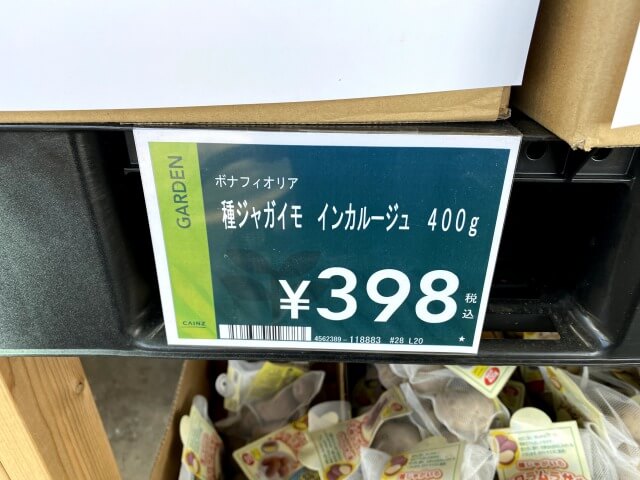 GARDEN
ボナフィオリア
種ジャガイモ インカルージュ 400g
¥398 税込
CAINZ
4562389-118883 #28 L20 ★